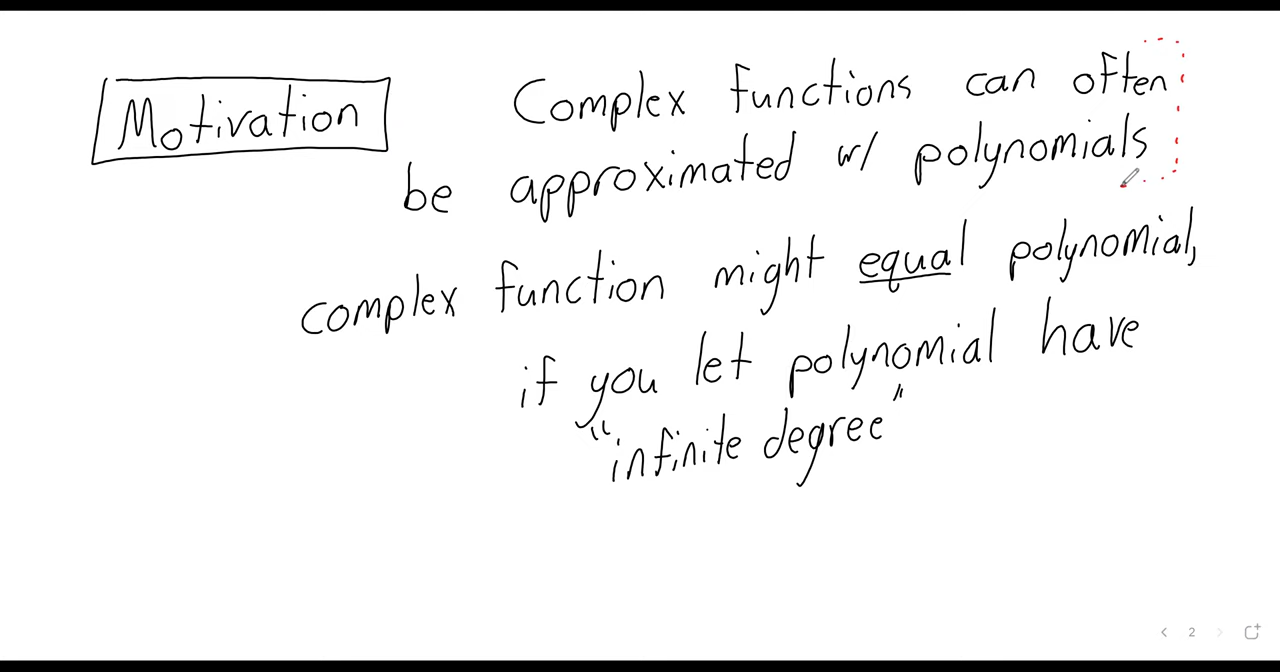 Motivation
Complex functions can often
be approximated w/ polynomials
complex function might equal polynomial,
if you let polynomial have
"infinite degree"
2